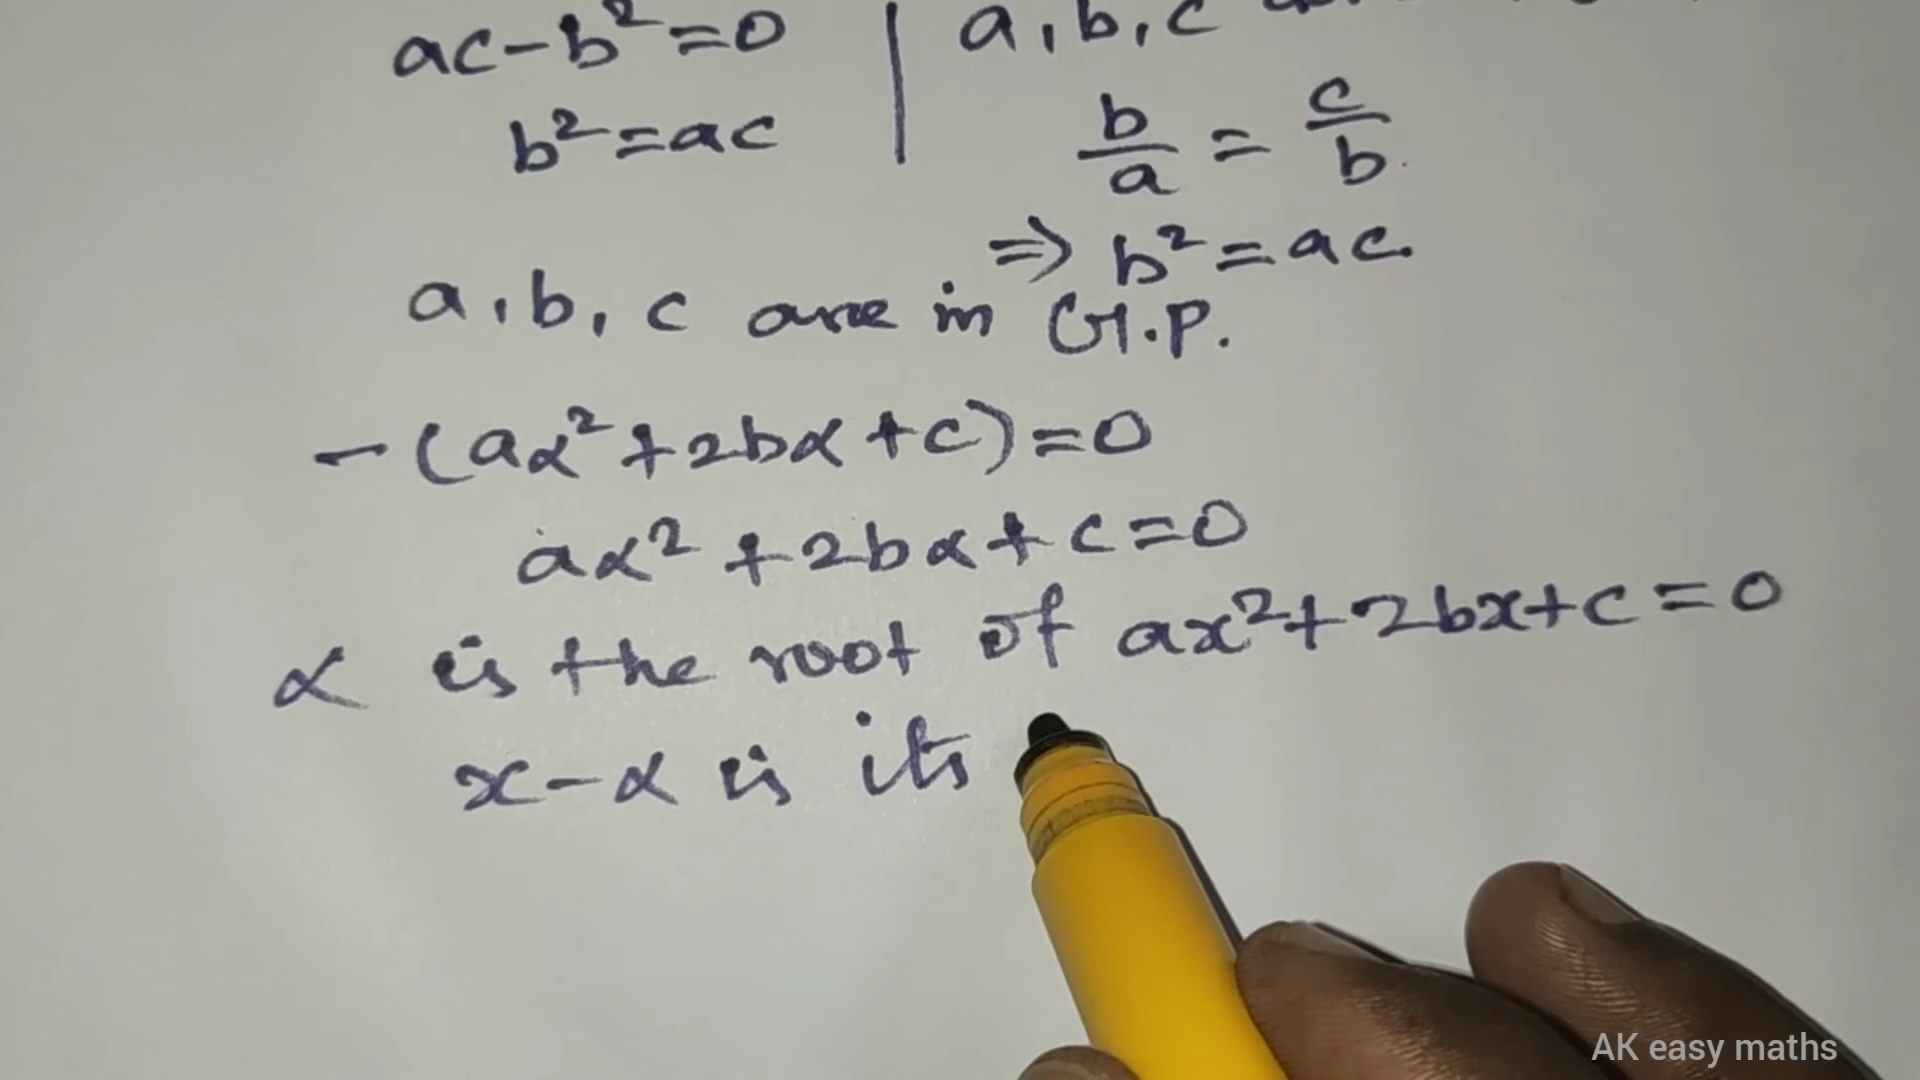 ac-b²=0
b²=ac
a, b, c
b/a = c/b.
⇒ b²=ac.
a, b, c are in G.P.
-(aα²+2bα+c)=0
aα²+2bα+c=0
α is the root of ax²+2bx+c=0
x-α is its
AK easy maths